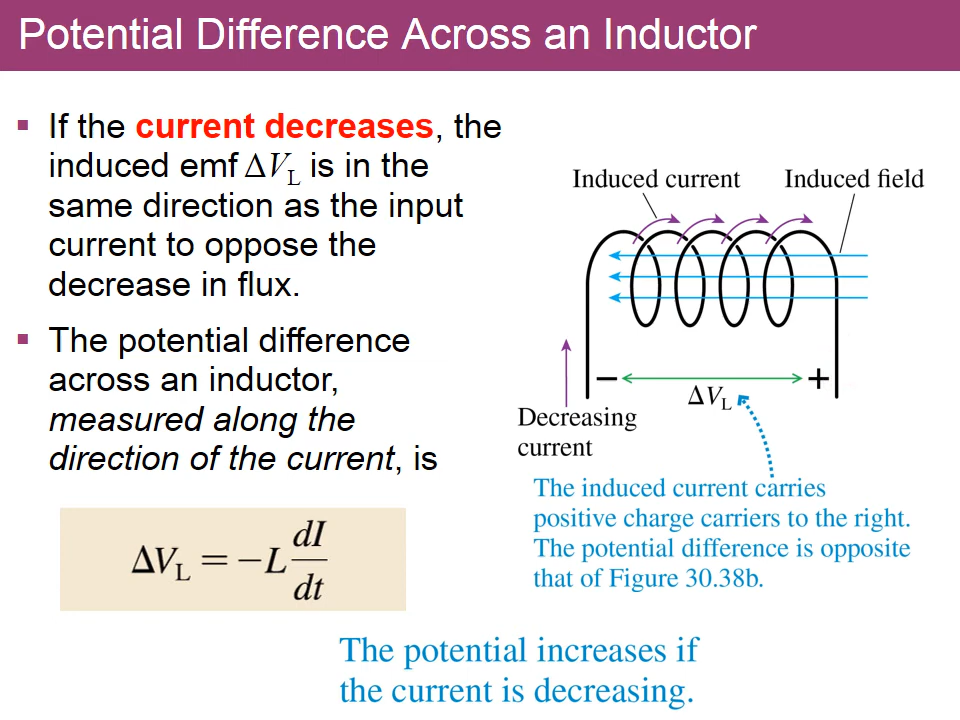 Potential Difference Across an Inductor
▪ If the current decreases, the
induced emf ΔV_L is in the
same direction as the input
current to oppose the
decrease in flux.
▪ The potential difference
across an inductor,
measured along the
direction of the current, is
ΔV_L = −L dI/dt
Induced current
Induced field
− ΔV_L +
Decreasing
current
The induced current carries
positive charge carriers to the right.
The potential difference is opposite
that of Figure 30.38b.
The potential increases if
the current is decreasing.